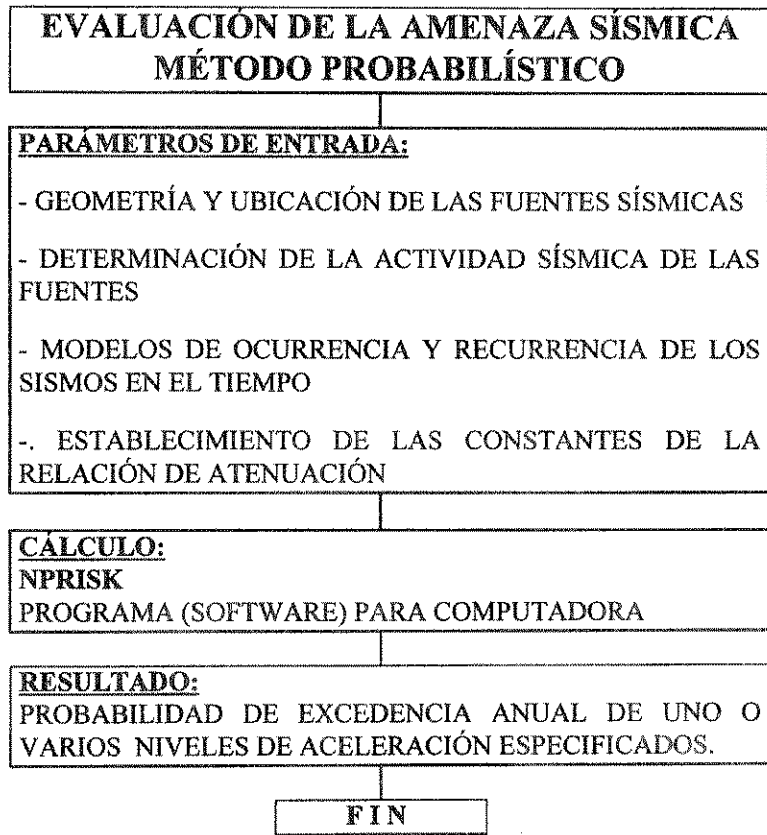 EVALUACIÓN DE LA AMENAZA SÍSMICA
MÉTODO PROBABILÍSTICO
PARÁMETROS DE ENTRADA:
- GEOMETRÍA Y UBICACIÓN DE LAS FUENTES SÍSMICAS
- DETERMINACIÓN DE LA ACTIVIDAD SÍSMICA DE LAS
FUENTES
- MODELOS DE OCURRENCIA Y RECURRENCIA DE LOS
SISMOS EN EL TIEMPO
-. ESTABLECIMIENTO DE LAS CONSTANTES DE LA
RELACIÓN DE ATENUACIÓN
CÁLCULO:
NPRISK
PROGRAMA (SOFTWARE) PARA COMPUTADORA
RESULTADO:
PROBABILIDAD DE EXCEDENCIA ANUAL DE UNO O
VARIOS NIVELES DE ACELERACIÓN ESPECIFICADOS.
F I N